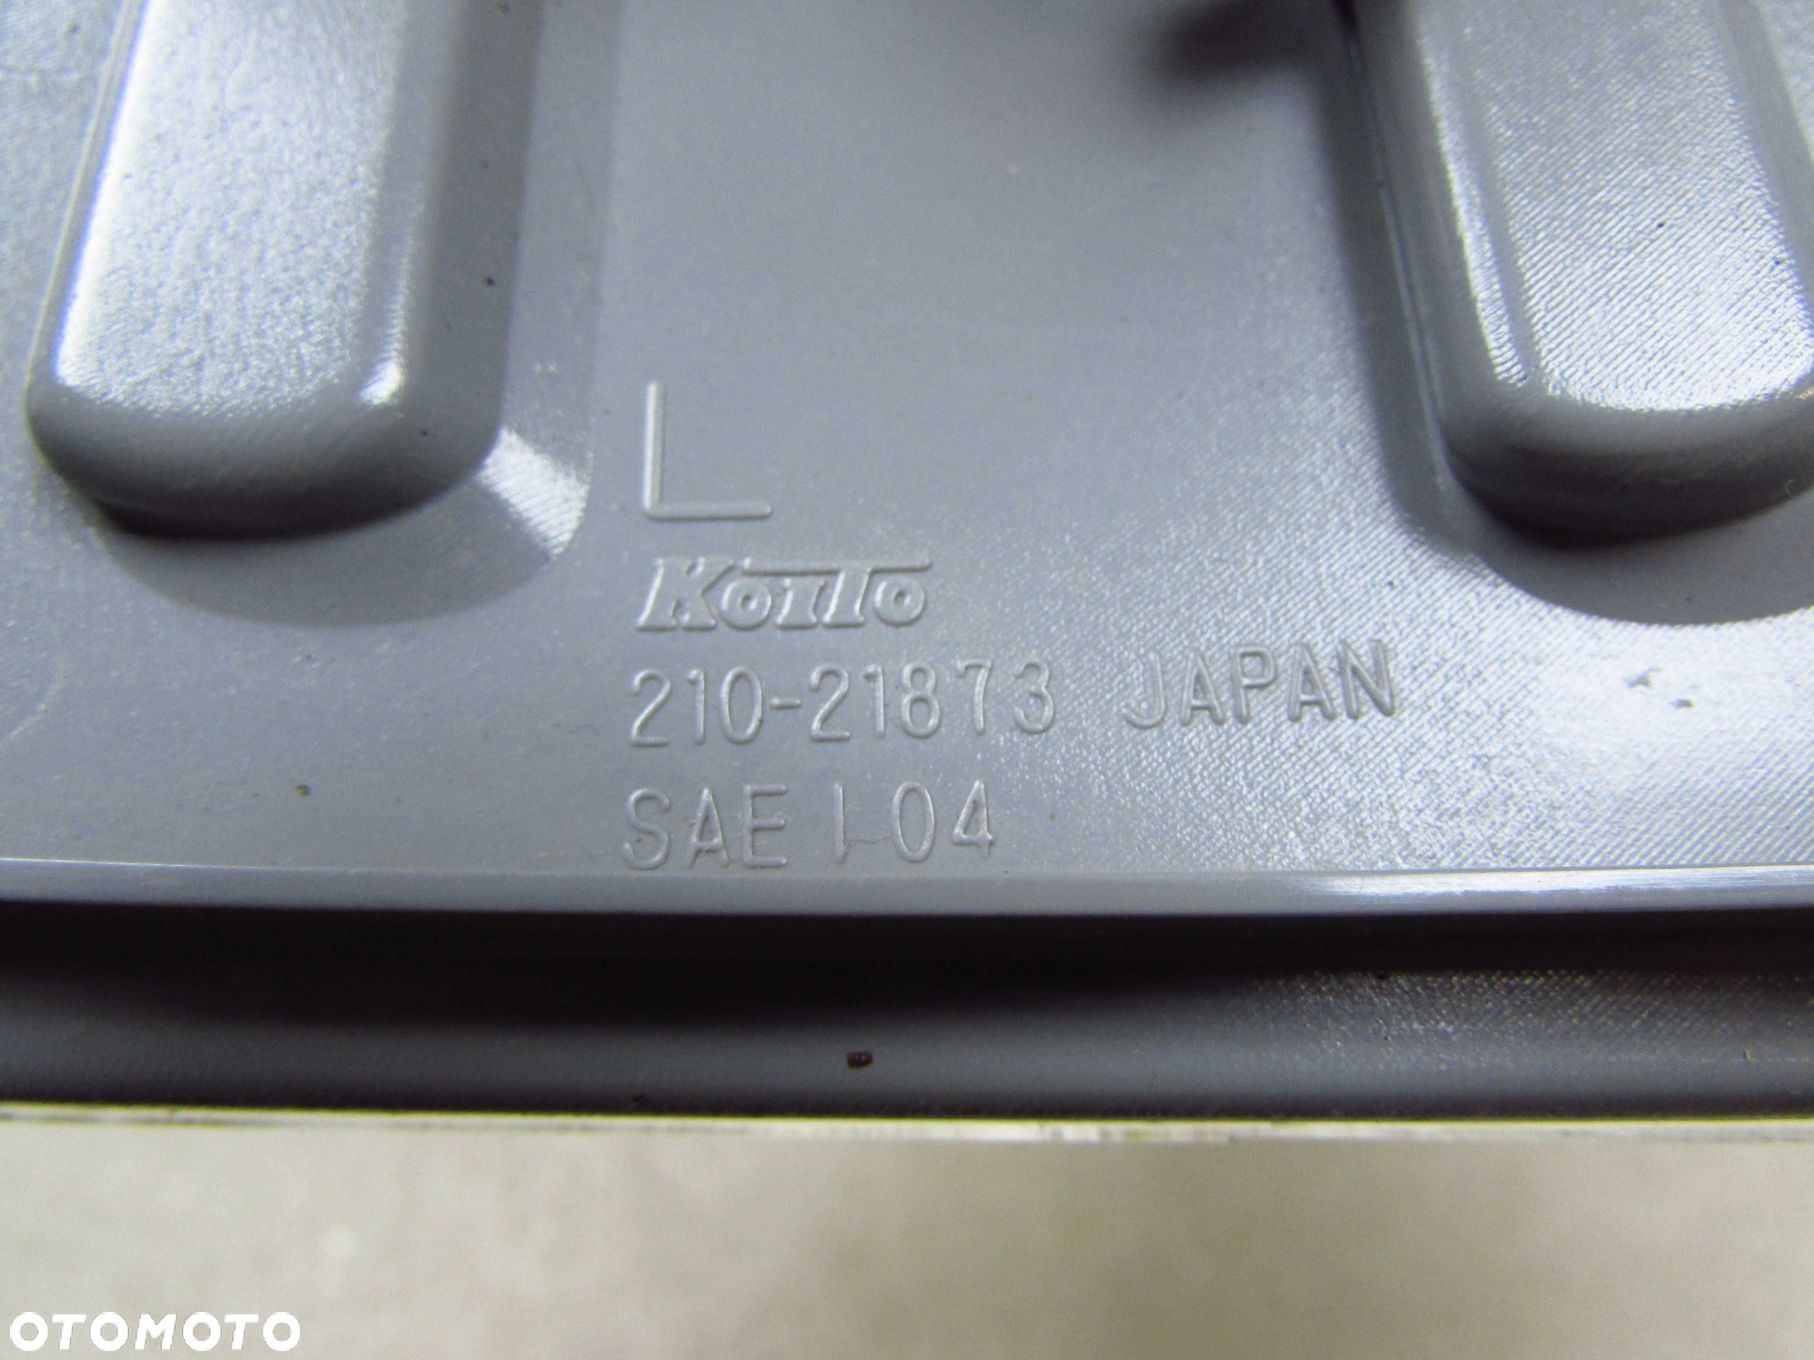 L
KOITO
210-21873 JAPAN
SAE I 04
OTOMOTO